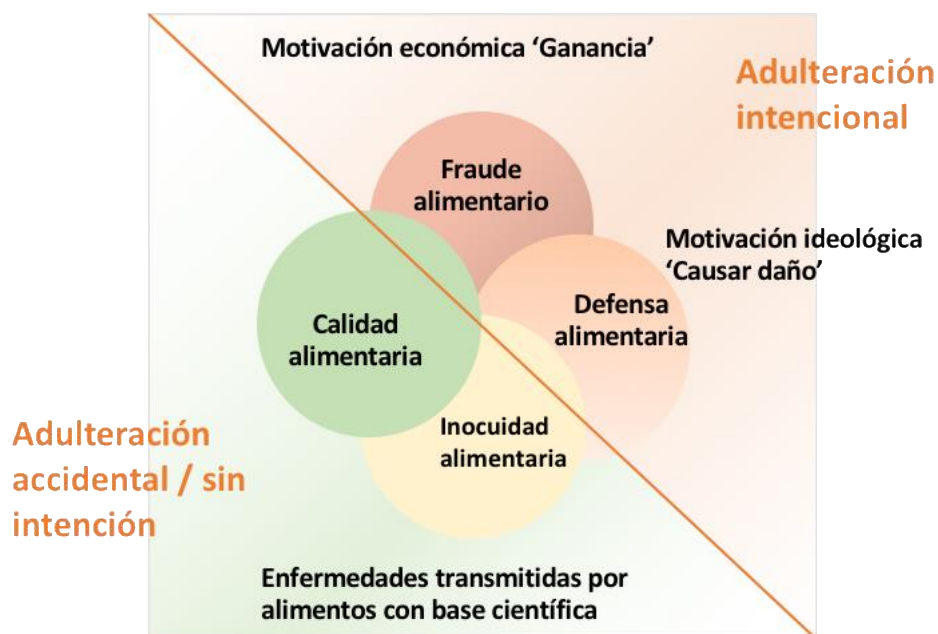 Motivación económica ‘Ganancia’
Adulteración
intencional
Fraude
alimentario
Motivación ideológica
‘Causar daño’
Defensa
alimentaria
Calidad
alimentaria
Inocuidad
alimentaria
Adulteración
accidental / sin
intención
Enfermedades transmitidas por
alimentos con base científica